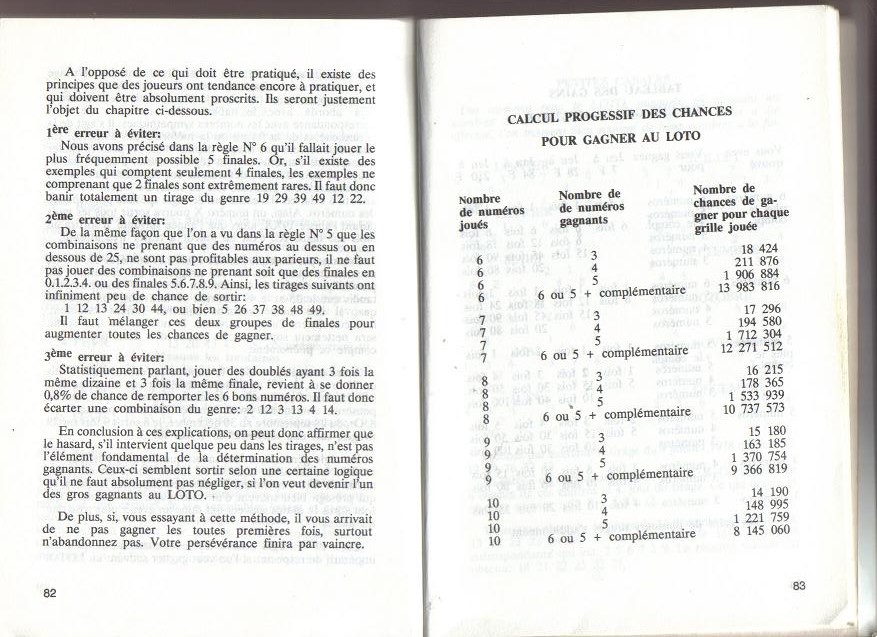 A l'opposé de ce qui doit être pratiqué, il existe des
principes que des joueurs ont tendance encore à pratiquer, et
qui doivent être absolument proscrits. Ils seront justement
l'objet du chapitre ci-dessous.
1ère erreur à éviter:
Nous avons précisé dans la règle N° 6 qu'il fallait jouer le
plus fréquemment possible 5 finales. Or, s'il existe des
exemples qui comptent seulement 4 finales, les exemples ne
comprenant que 2 finales sont extrêmement rares. Il faut donc
banir totalement un tirage du genre 19 29 39 49 12 22.
2ème erreur à éviter:
De la même façon que l'on a vu dans la règle N° 5 que les
combinaisons ne prenant que des numéros au dessus ou en
dessous de 25, ne sont pas profitables aux parieurs, il ne faut
pas jouer des combinaisons ne prenant soit que des finales en
0.1.2.3.4. ou des finales 5.6.7.8.9. Ainsi, les tirages suivants ont
infiniment peu de chance de sortir:
1 12 13 24 30 44, ou bien 5 26 37 38 48 49.
Il faut mélanger ces deux groupes de finales pour
augmenter toutes les chances de gagner.
3ème erreur à éviter:
Statistiquement parlant, jouer des doublés ayant 3 fois la
même dizaine et 3 fois la même finale, revient à se donner
0,8% de chance de remporter les 6 bons numéros. Il faut donc
écarter une combinaison du genre: 2 12 3 13 4 14.
En conclusion à ces explications, on peut donc affirmer que
le hasard, s'il intervient quelque peu dans les tirages, n'est pas
l'élément fondamental de la détermination des numéros
gagnants. Ceux-ci semblent sortir selon une certaine logique
qu'il ne faut absolument pas négliger, si l'on veut devenir l'un
des gros gagnants au LOTO.
De plus, si, vous essayant à cette méthode, il vous arrivait
de ne pas gagner les toutes premières fois, surtout
n'abandonnez pas. Votre persévérance finira par vaincre.
82
CALCUL PROGESSIF DES CHANCES
POUR GAGNER AU LOTO
Nombre de numéros joués
Nombre de de numéros gagnants
Nombre de chances de ga- gner pour chaque grille jouée
6 3 18 424
6 4 211 876
6 5 1 906 884
6 6 ou 5 + complémentaire 13 983 816
7 3 17 296
7 4 194 580
7 5 1 712 304
7 6 ou 5 + complémentaire 12 271 512
8 3 16 215
8 4 178 365
8 5 1 533 939
8 6 ou 5 + complémentaire 10 737 573
9 3 15 180
9 4 163 185
9 5 1 370 754
9 6 ou 5 + complémentaire 9 366 819
10 3 14 190
10 4 148 995
10 5 1 221 759
10 6 ou 5 + complémentaire 8 145 060
83